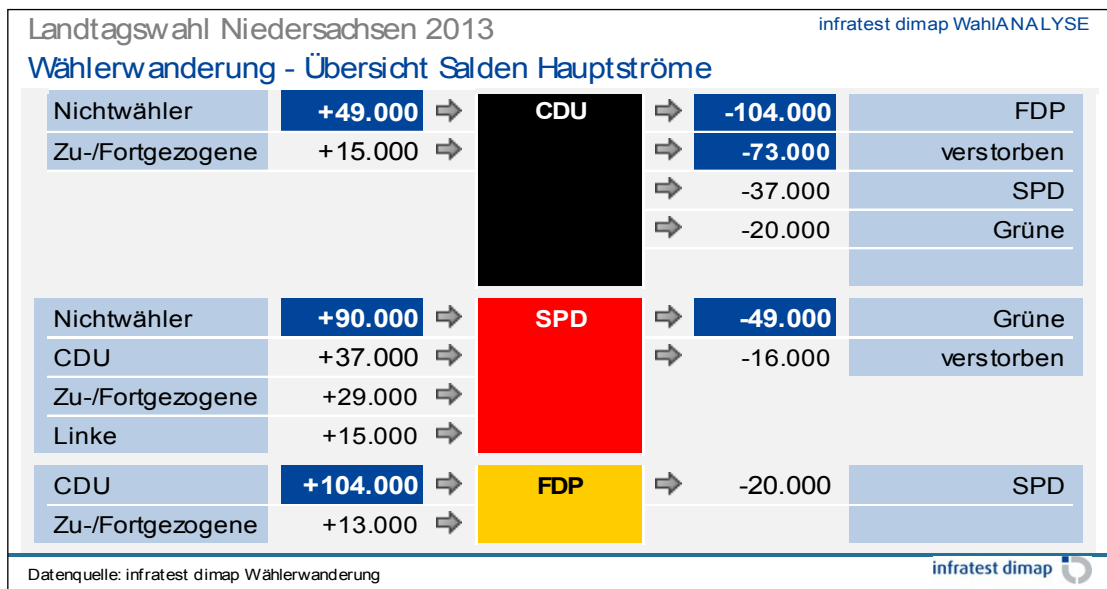 Landtagswahl Niedersachsen 2013 infratest dimap WahlANALYSE
Wählerwanderung - Übersicht Salden Hauptströme
Nichtwähler +49.000 CDU -104.000 FDP
Zu-/Fortgezogene +15.000 -73.000 verstorben
-37.000 SPD
-20.000 Grüne
Nichtwähler +90.000 SPD -49.000 Grüne
CDU +37.000 -16.000 verstorben
Zu-/Fortgezogene +29.000
Linke +15.000
CDU +104.000 FDP -20.000 SPD
Zu-/Fortgezogene +13.000
Datenquelle: infratest dimap Wählerwanderung infratest dimap